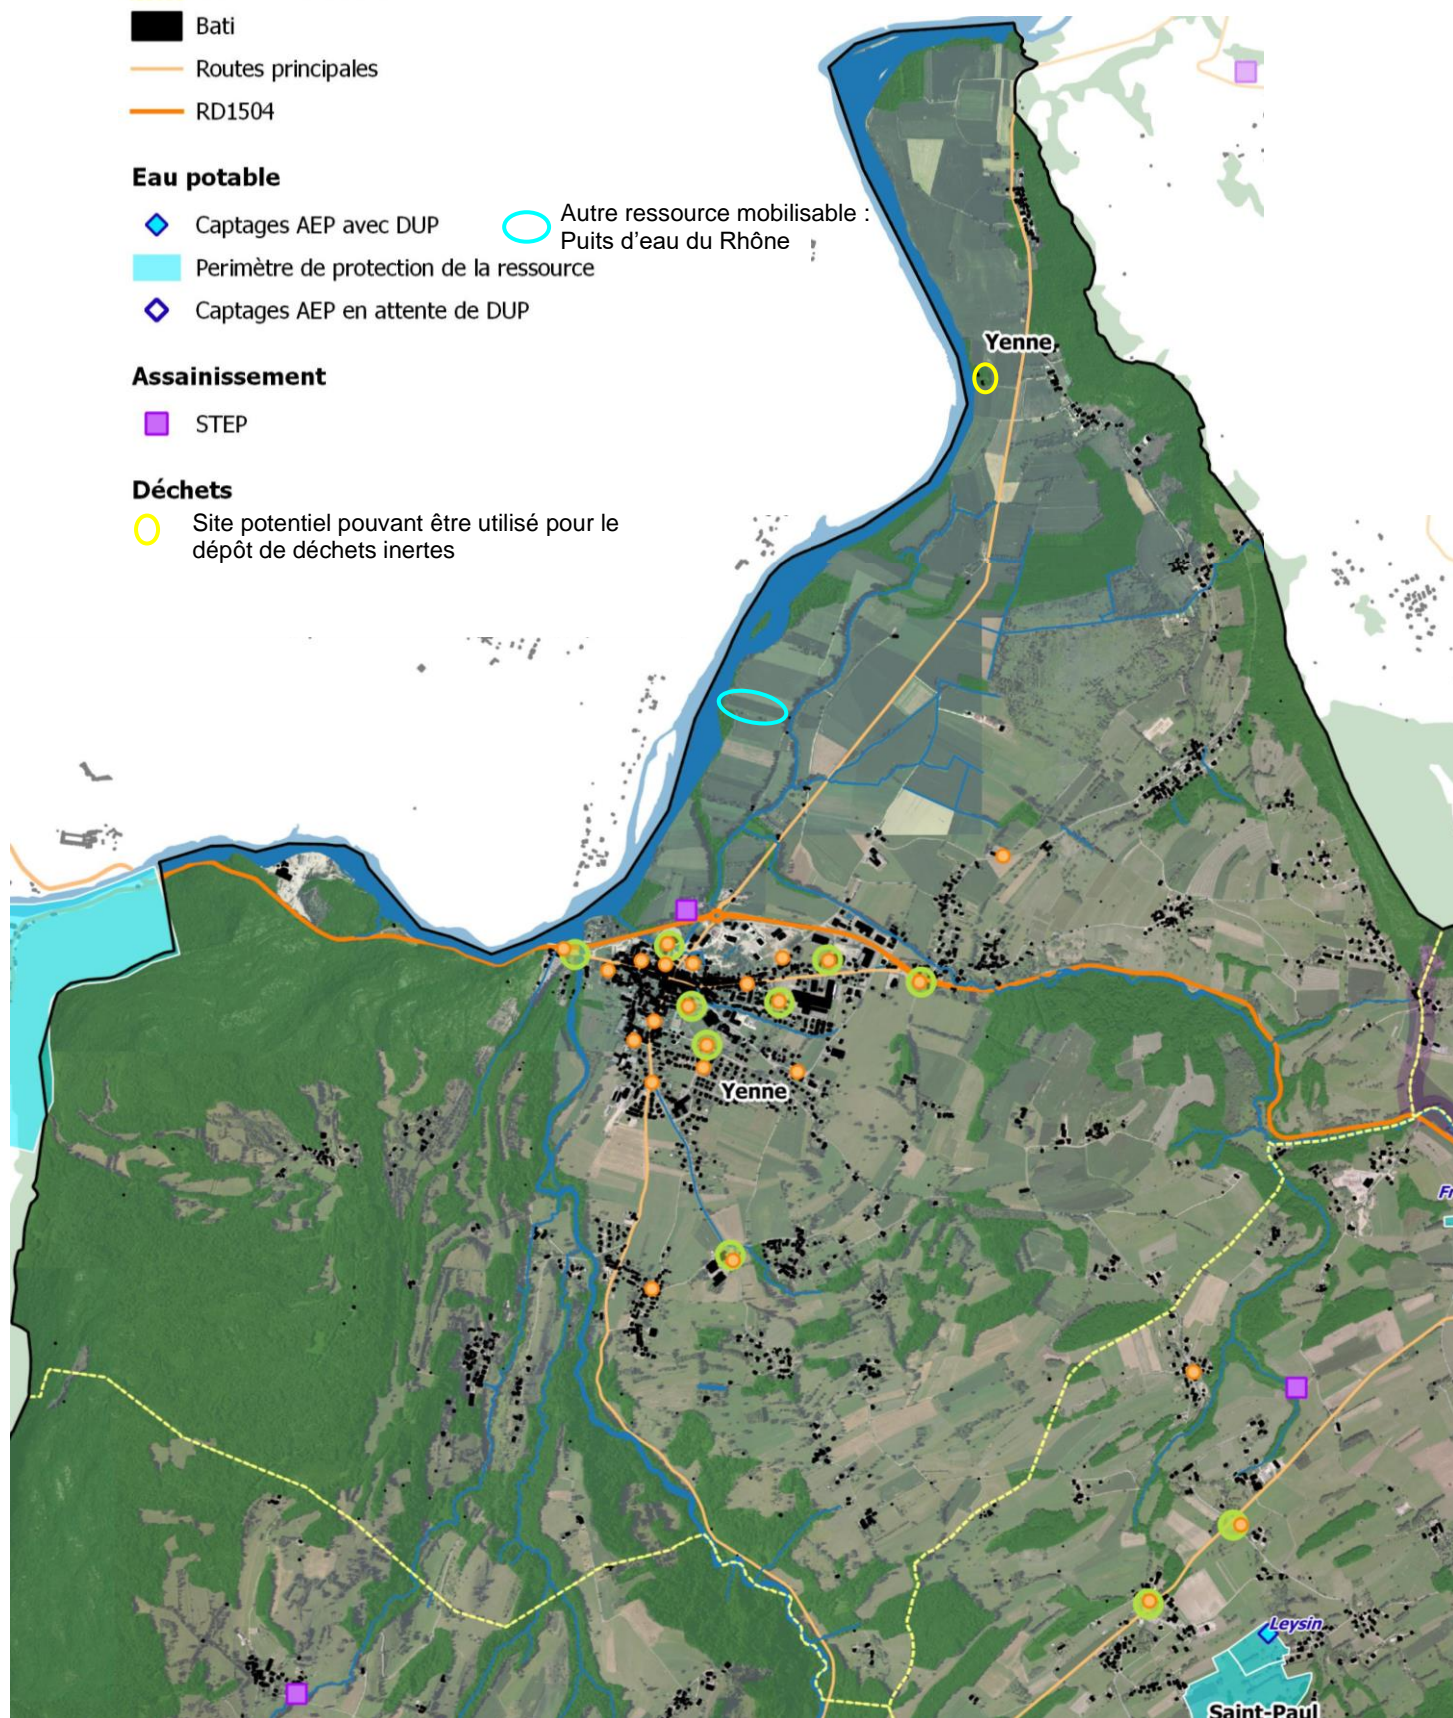 Bati
Routes principales
RD1504
Eau potable
Captages AEP avec DUP
Autre ressource mobilisable :
Puits d'eau du Rhône
Perimètre de protection de la ressource
Captages AEP en attente de DUP
Assainissement
STEP
Déchets
Site potentiel pouvant être utilisé pour le
dépôt de déchets inertes
Yenne
Yenne
Fr
Leysin
Saint-Paul